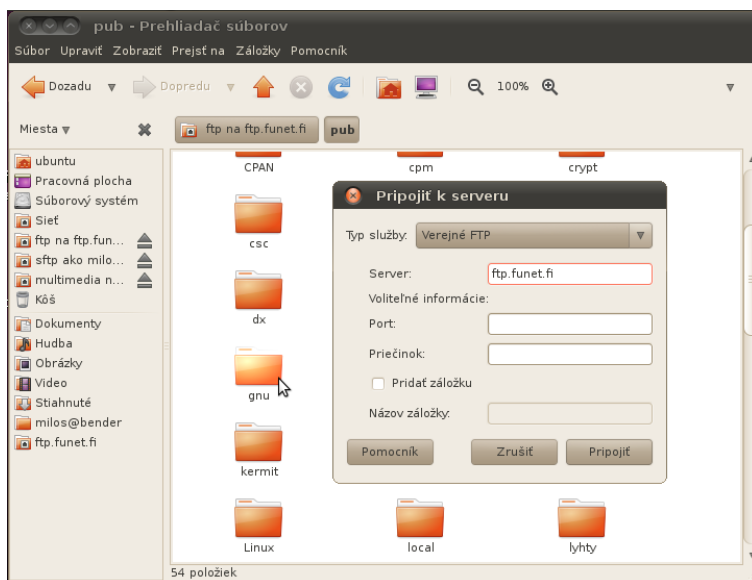 pub - Prehliadač súborov
Súbor Upraviť Zobraziť Prejsť na Záložky Pomocník
Dozadu Dopredu 100%
Miesta
ftp na ftp.funet.fi pub
ubuntu
Pracovná plocha
Súborový systém
Sieť
ftp na ftp.fun...
sftp ako milo...
multimedia n...
Kôš
Dokumenty
Hudba
Obrázky
Video
Stiahnuté
milos@bender
ftp.funet.fi
CPAN cpm crypt
csc
dx
gnu
kermit
Linux local lyhty
Pripojiť k serveru
Typ služby: Verejné FTP
Server: ftp.funet.fi
Voliteľné informácie:
Port:
Priečinok:
Pridať záložku
Názov záložky:
Pomocník Zrušiť Pripojiť
54 položiek